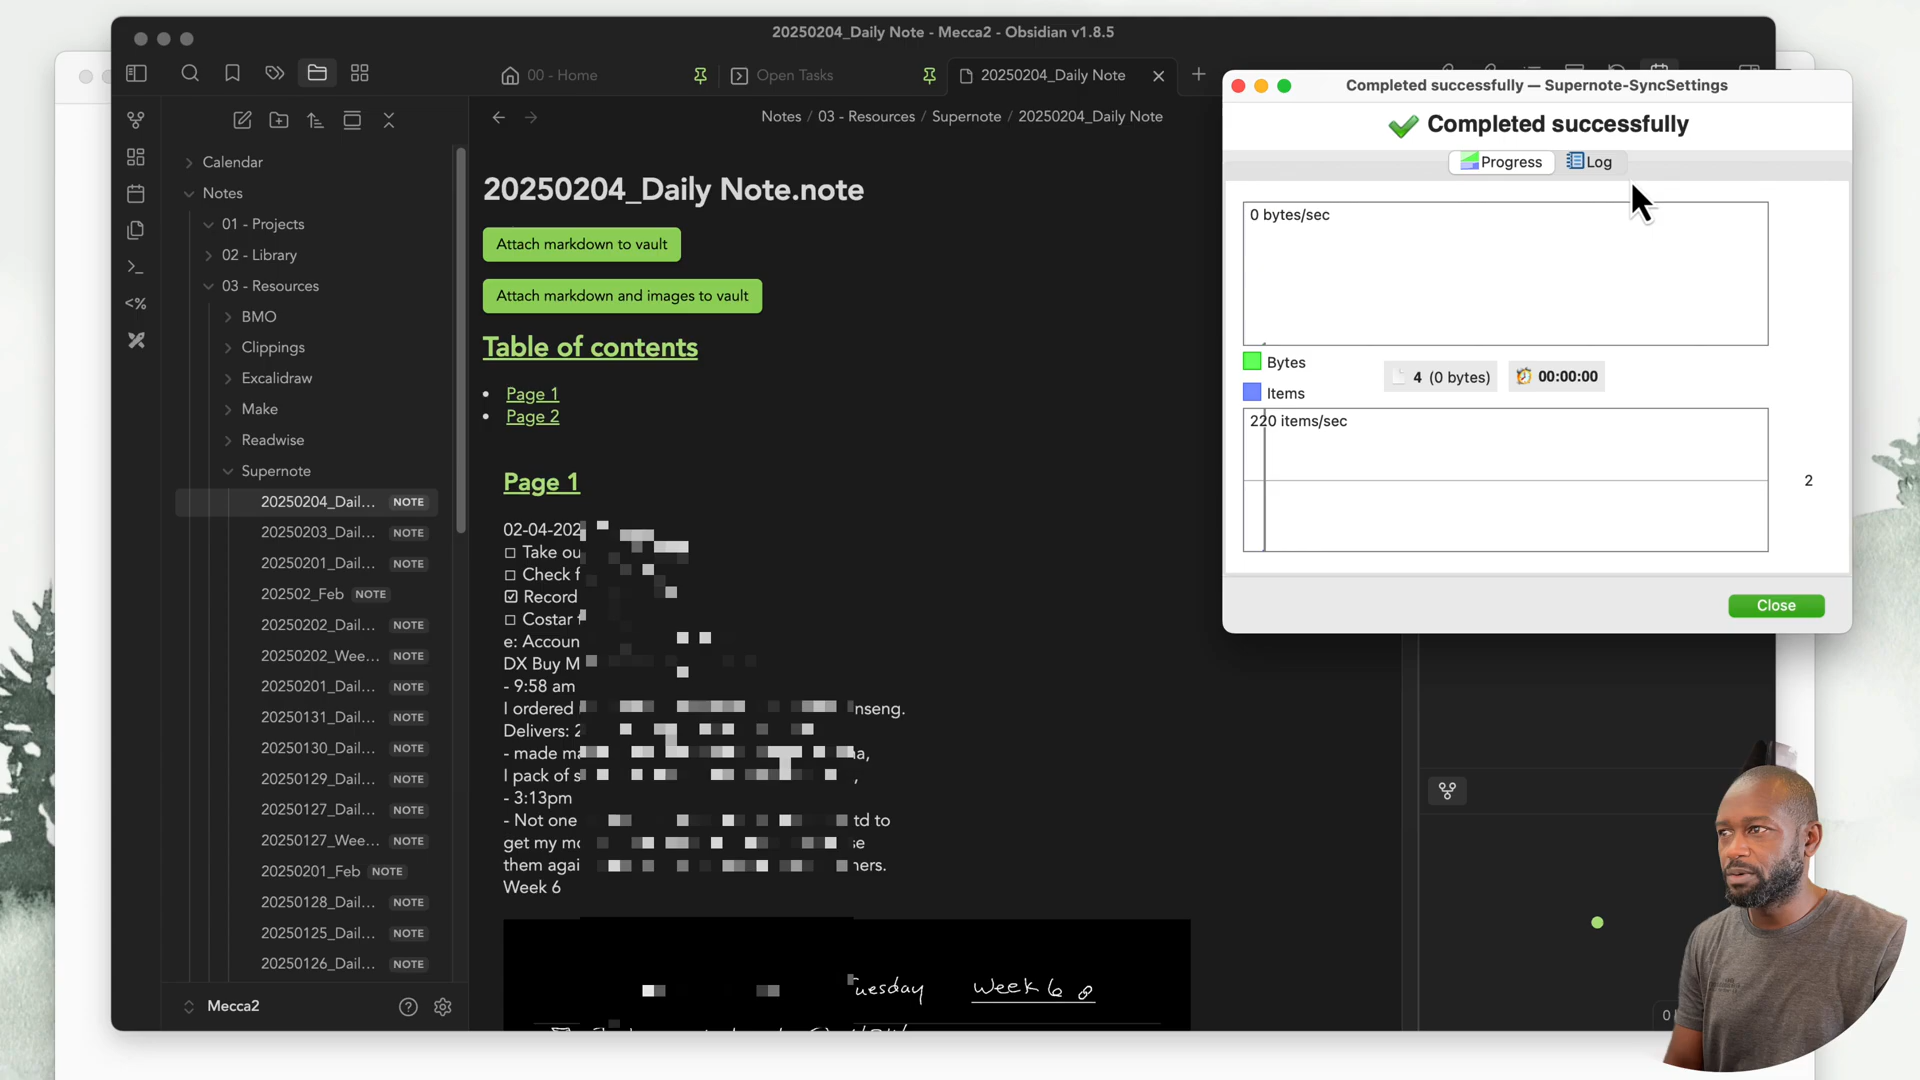 20250204_Daily Note - Mecca2 - Obsidian v1.8.5
00 - Home
Open Tasks
20250204_Daily Note
Notes / 03 - Resources / Supernote / 20250204_Daily Note
Calendar
Notes
01 - Projects
02 - Library
03 - Resources
BMO
Clippings
Excalidraw
Make
Readwise
Supernote
20250204_Dail... NOTE
20250203_Dail... NOTE
20250201_Dail... NOTE
202502_Feb NOTE
20250202_Dail... NOTE
20250202_Wee... NOTE
20250201_Dail... NOTE
20250131_Dail... NOTE
20250130_Dail... NOTE
20250129_Dail... NOTE
20250127_Dail... NOTE
20250127_Wee... NOTE
20250201_Feb NOTE
20250128_Dail... NOTE
20250125_Dail... NOTE
20250126_Dail... NOTE
Mecca2
20250204_Daily Note.note
Attach markdown to vault
Attach markdown and images to vault
Table of contents
• Page 1
• Page 2
Page 1
02-04-202
☐ Take ou
☐ Check f
☑ Record
☐ Costar
e: Accoun
DX Buy M
- 9:58 am
I ordered nseng.
Delivers: 2
- made ma a,
I pack of s ,
- 3:13pm
- Not one td to
get my mo se
them agai ners.
Week 6
Tuesday Week 6
Completed successfully — Supernote-SyncSettings
Completed successfully
Progress Log
0 bytes/sec
Bytes
Items
4 (0 bytes) 00:00:00
220 items/sec
2
Close